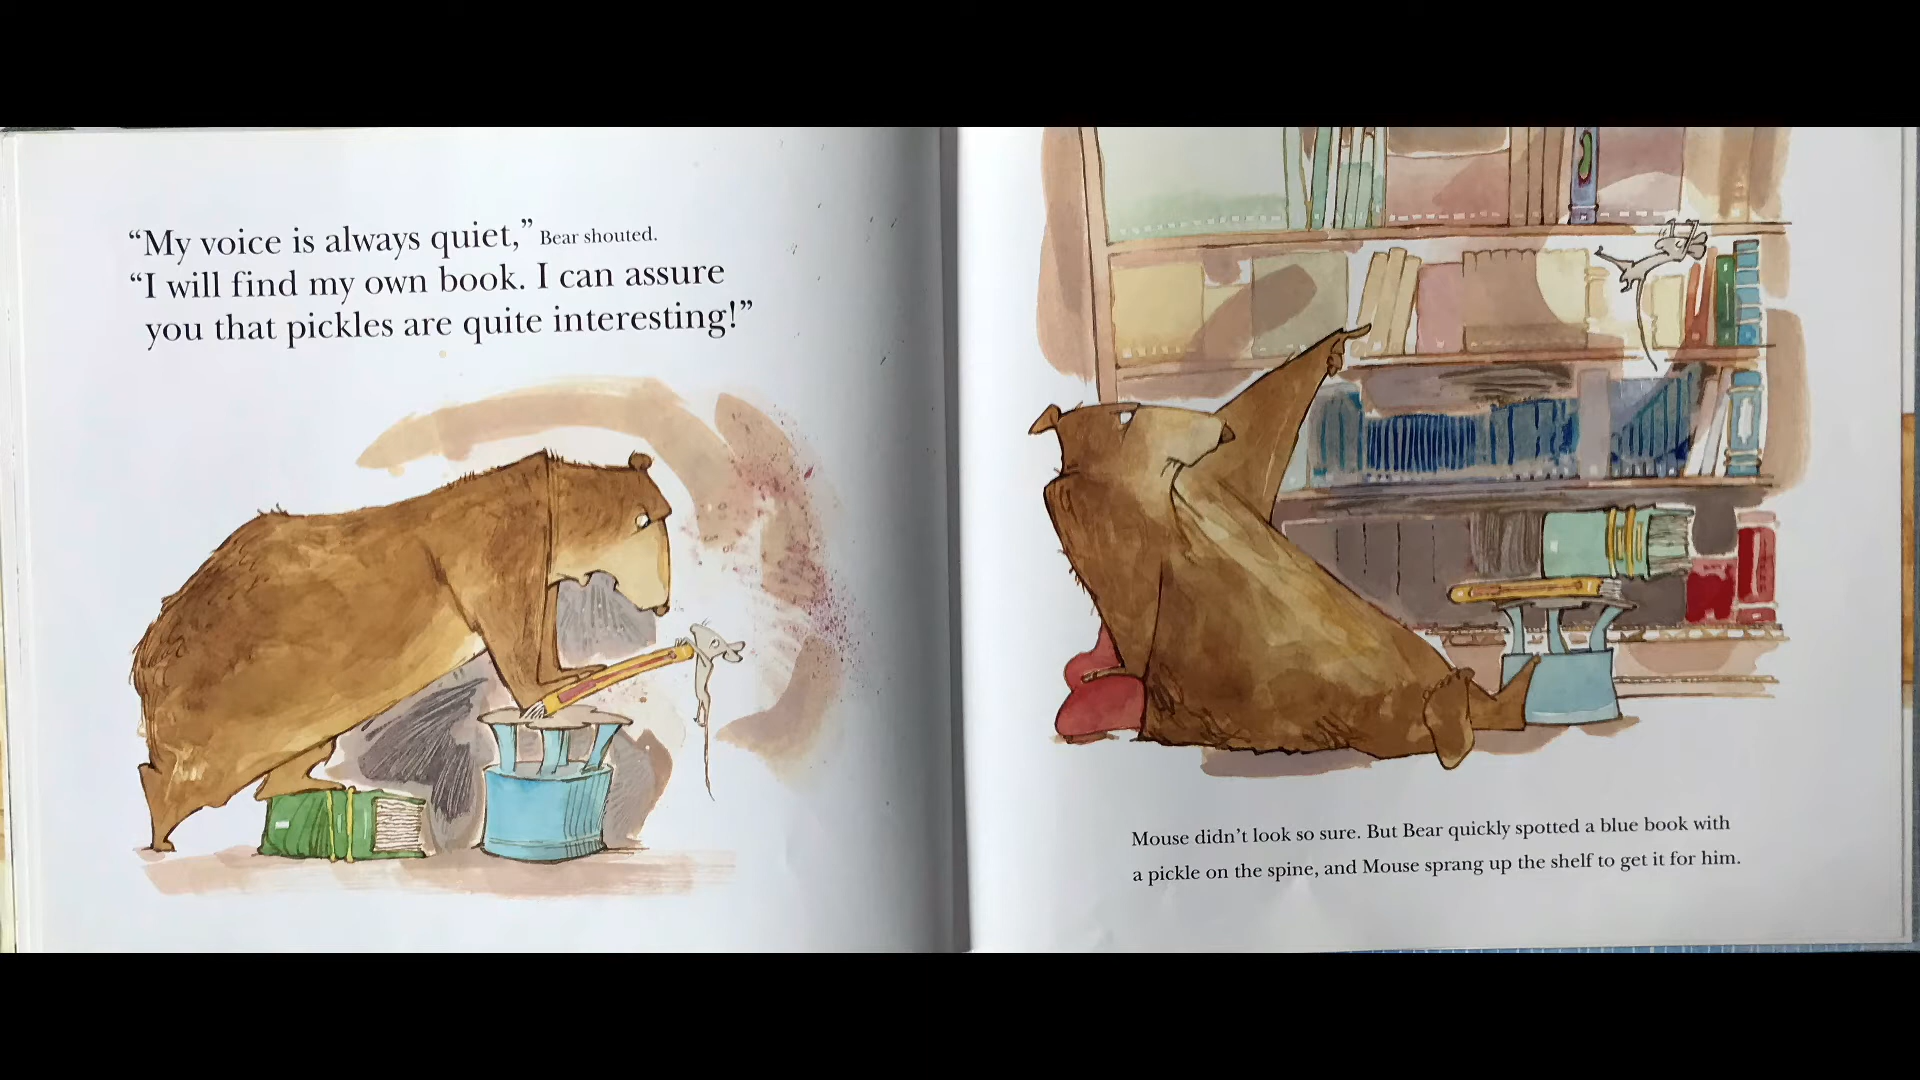 “My voice is always quiet,” Bear shouted.
“I will find my own book. I can assure
you that pickles are quite interesting!”
Mouse didn’t look so sure. But Bear quickly spotted a blue book with
a pickle on the spine, and Mouse sprang up the shelf to get it for him.